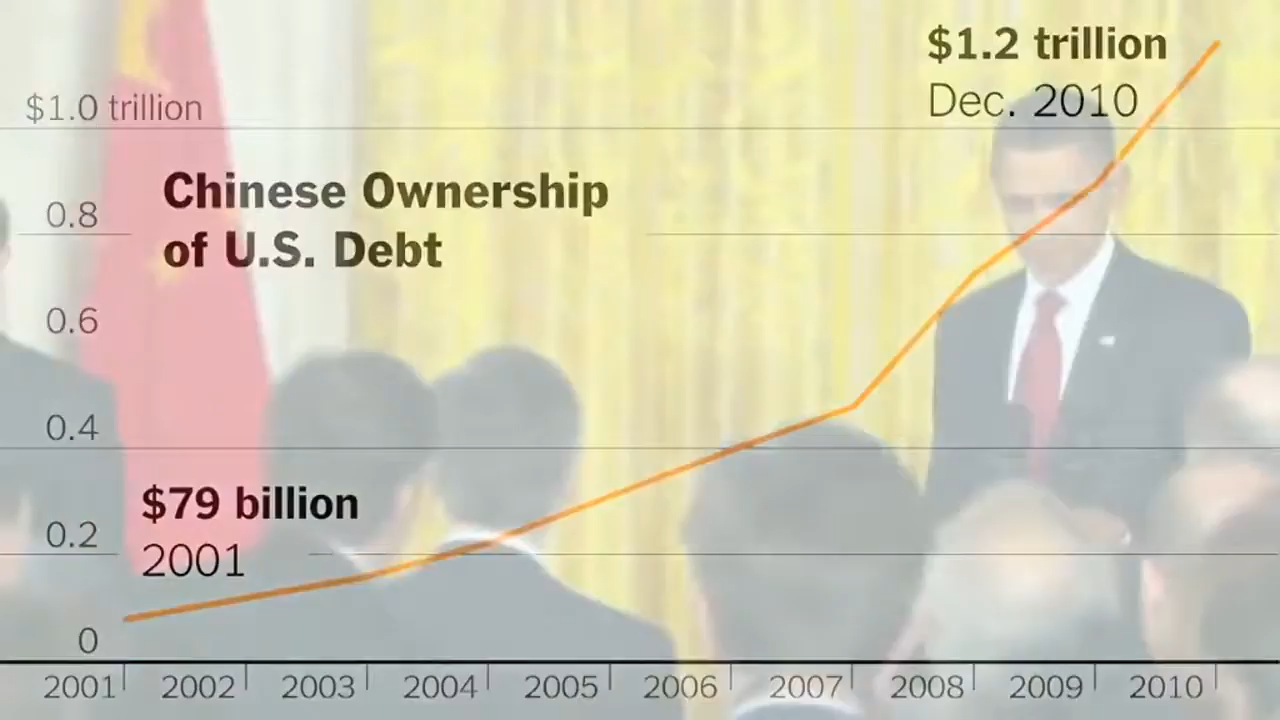 $1.2 trillion
Dec. 2010
$1.0 trillion
Chinese Ownership
of U.S. Debt
0.8
0.6
0.4
$79 billion
2001
0.2
0
2001 2002 2003 2004 2005 2006 2007 2008 2009 2010